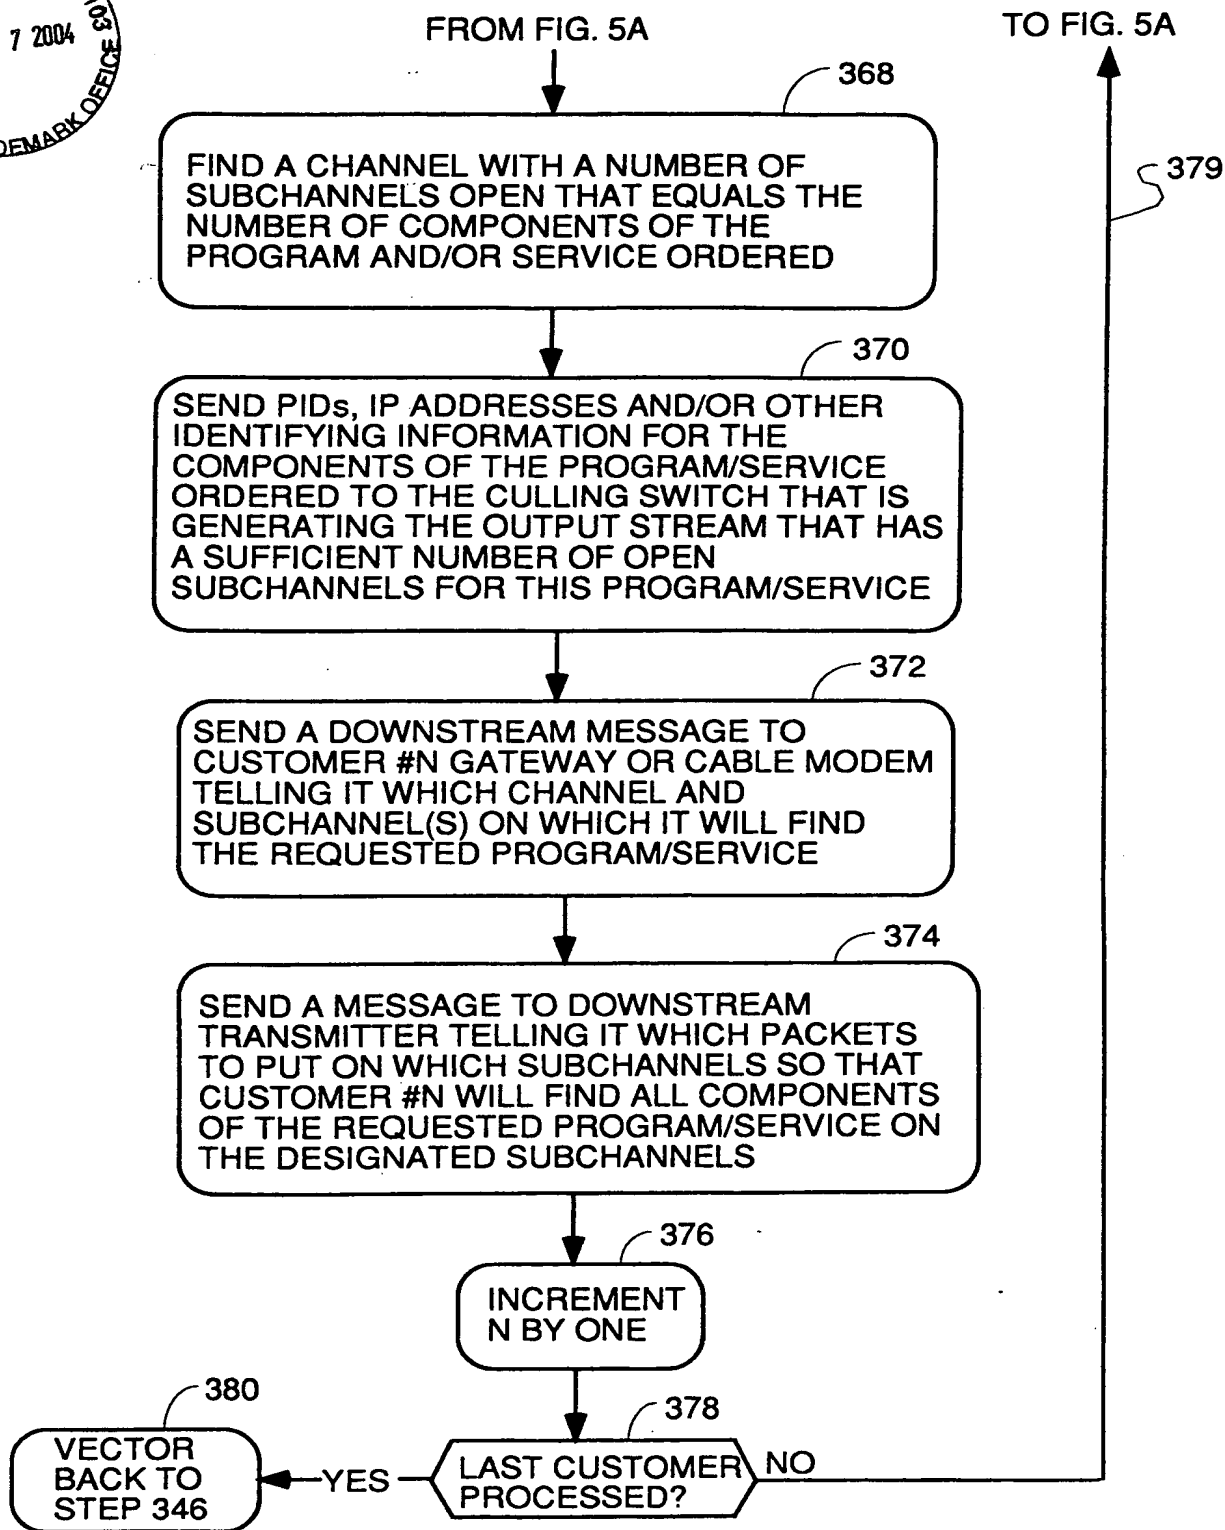 7 2004
103
DEMARK OFFICE
FROM FIG. 5A
TO FIG. 5A
368
FIND A CHANNEL WITH A NUMBER OF
SUBCHANNELS OPEN THAT EQUALS THE
NUMBER OF COMPONENTS OF THE
PROGRAM AND/OR SERVICE ORDERED
379
370
SEND PIDs, IP ADDRESSES AND/OR OTHER
IDENTIFYING INFORMATION FOR THE
COMPONENTS OF THE PROGRAM/SERVICE
ORDERED TO THE CULLING SWITCH THAT IS
GENERATING THE OUTPUT STREAM THAT HAS
A SUFFICIENT NUMBER OF OPEN
SUBCHANNELS FOR THIS PROGRAM/SERVICE
372
SEND A DOWNSTREAM MESSAGE TO
CUSTOMER #N GATEWAY OR CABLE MODEM
TELLING IT WHICH CHANNEL AND
SUBCHANNEL(S) ON WHICH IT WILL FIND
THE REQUESTED PROGRAM/SERVICE
374
SEND A MESSAGE TO DOWNSTREAM
TRANSMITTER TELLING IT WHICH PACKETS
TO PUT ON WHICH SUBCHANNELS SO THAT
CUSTOMER #N WILL FIND ALL COMPONENTS
OF THE REQUESTED PROGRAM/SERVICE ON
THE DESIGNATED SUBCHANNELS
376
INCREMENT
N BY ONE
380
378
VECTOR
BACK TO
STEP 346
YES
LAST CUSTOMER
PROCESSED?
NO